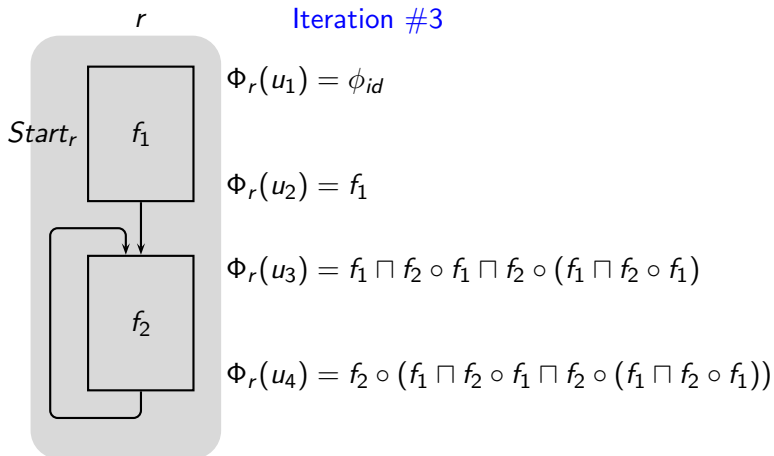 r
Iteration #3
Φ_r(u_1) = ϕ_id
Start_r
f_1
Φ_r(u_2) = f_1
Φ_r(u_3) = f_1 ⊓ f_2 ∘ f_1 ⊓ f_2 ∘ (f_1 ⊓ f_2 ∘ f_1)
f_2
Φ_r(u_4) = f_2 ∘ (f_1 ⊓ f_2 ∘ f_1 ⊓ f_2 ∘ (f_1 ⊓ f_2 ∘ f_1))